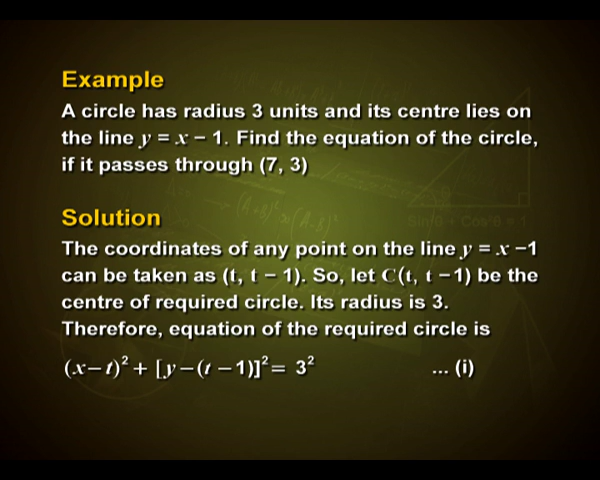 Example
A circle has radius 3 units and its centre lies on
the line y = x − 1. Find the equation of the circle,
if it passes through (7, 3)
Solution
The coordinates of any point on the line y = x −1
can be taken as (t, t − 1). So, let C(t, t −1) be the
centre of required circle. Its radius is 3.
Therefore, equation of the required circle is
(x−t)² + [y−(t −1)]² = 3² ... (i)